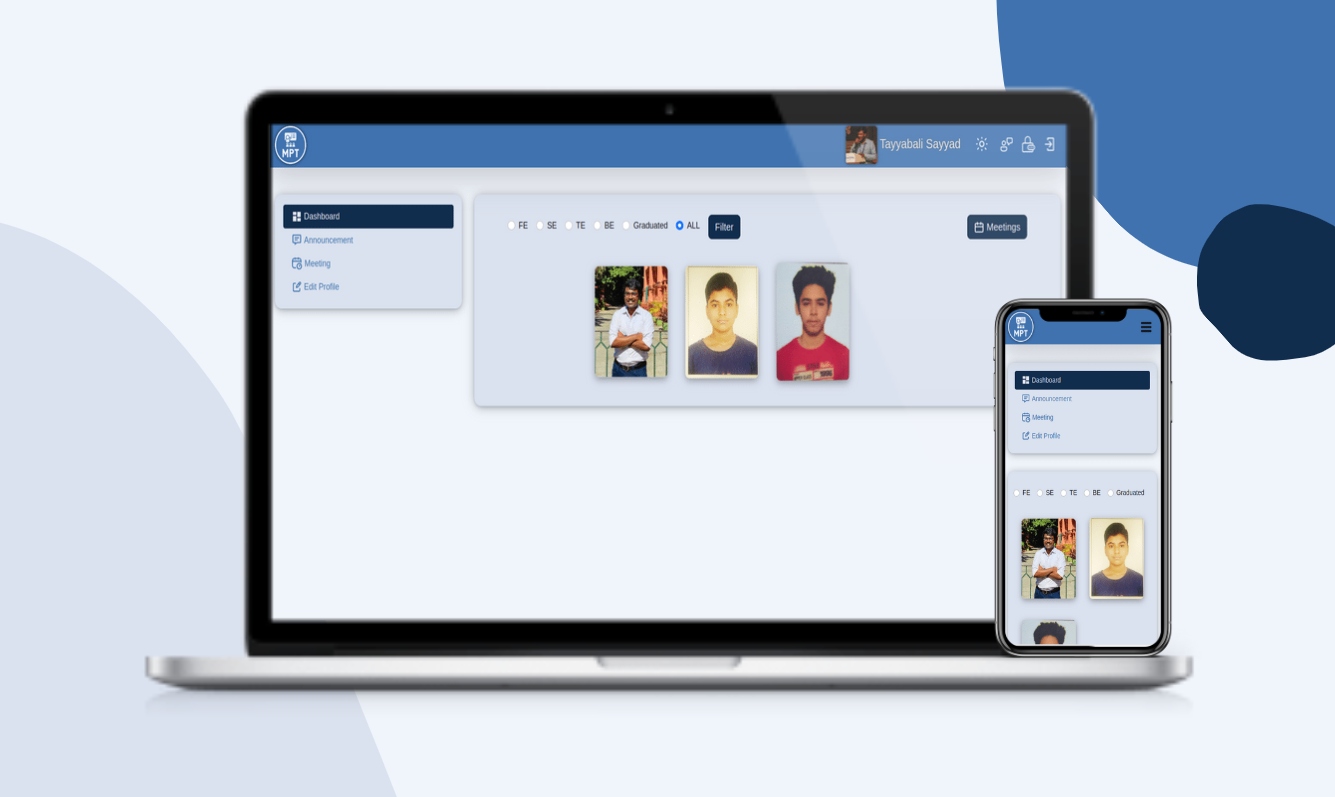 MPT
Tayyabali Sayyad
Dashboard
Announcement
Meeting
Edit Profile
FE SE TE BE Graduated ALL Filter
Meetings
MPT
Dashboard
Announcement
Meeting
Edit Profile
FE SE TE BE Graduated